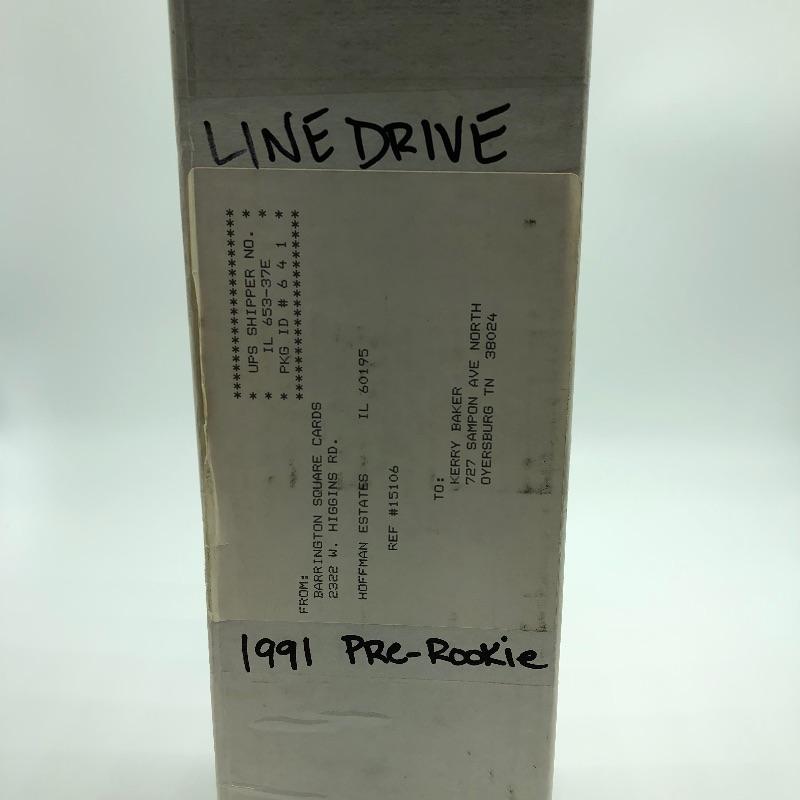 LINE DRIVE
************************
* UPS SHIPPER NO. *
* IL 653-37E *
* PKG ID # 6 4 1 *
************************
FROM:
BARRINGTON SQUARE CARDS
2322 W. HIGGINS RD.
HOFFMAN ESTATES IL 60195
REF #15106
TO:
KERRY BAKER
727 SAMPON AVE NORTH
OYERSBURG TN 38024
1991 PRe-RooKie